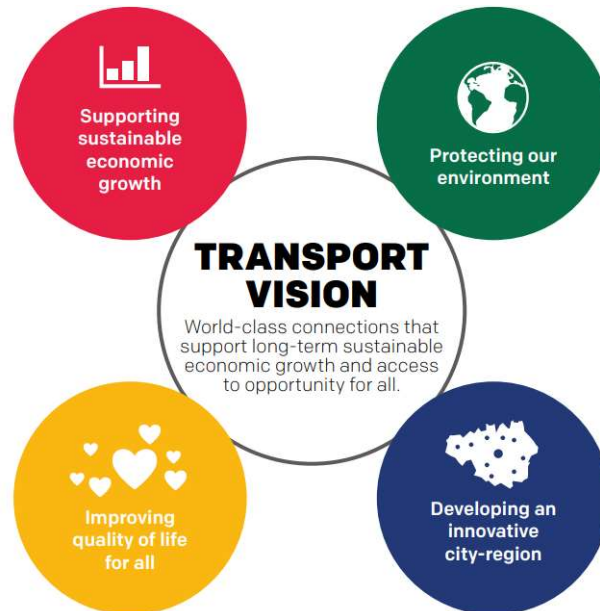 Supporting
sustainable
economic
growth
Protecting our
environment
TRANSPORT
VISION
World-class connections that
support long-term sustainable
economic growth and access
to opportunity for all.
Improving
quality of life
for all
Developing an
innovative
city-region